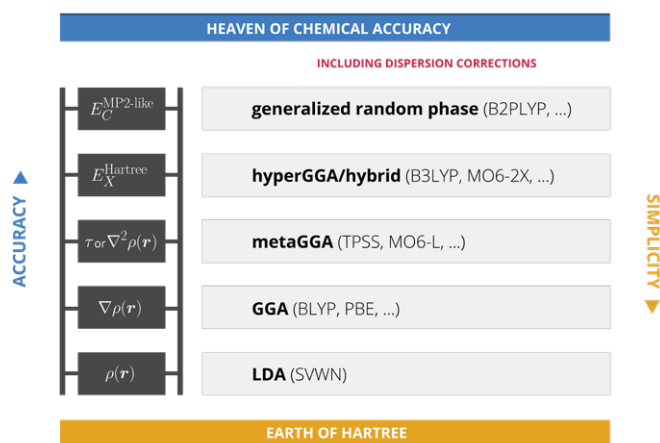 HEAVEN OF CHEMICAL ACCURACY
INCLUDING DISPERSION CORRECTIONS
E_C^{MP2-like}
generalized random phase (B2PLYP, ...)
E_X^{Hartree}
hyperGGA/hybrid (B3LYP, MO6-2X, ...)
τ or ∇²ρ(r)
metaGGA (TPSS, MO6-L, ...)
∇ρ(r)
GGA (BLYP, PBE, ...)
ρ(r)
LDA (SVWN)
EARTH OF HARTREE
ACCURACY
SIMPLICITY